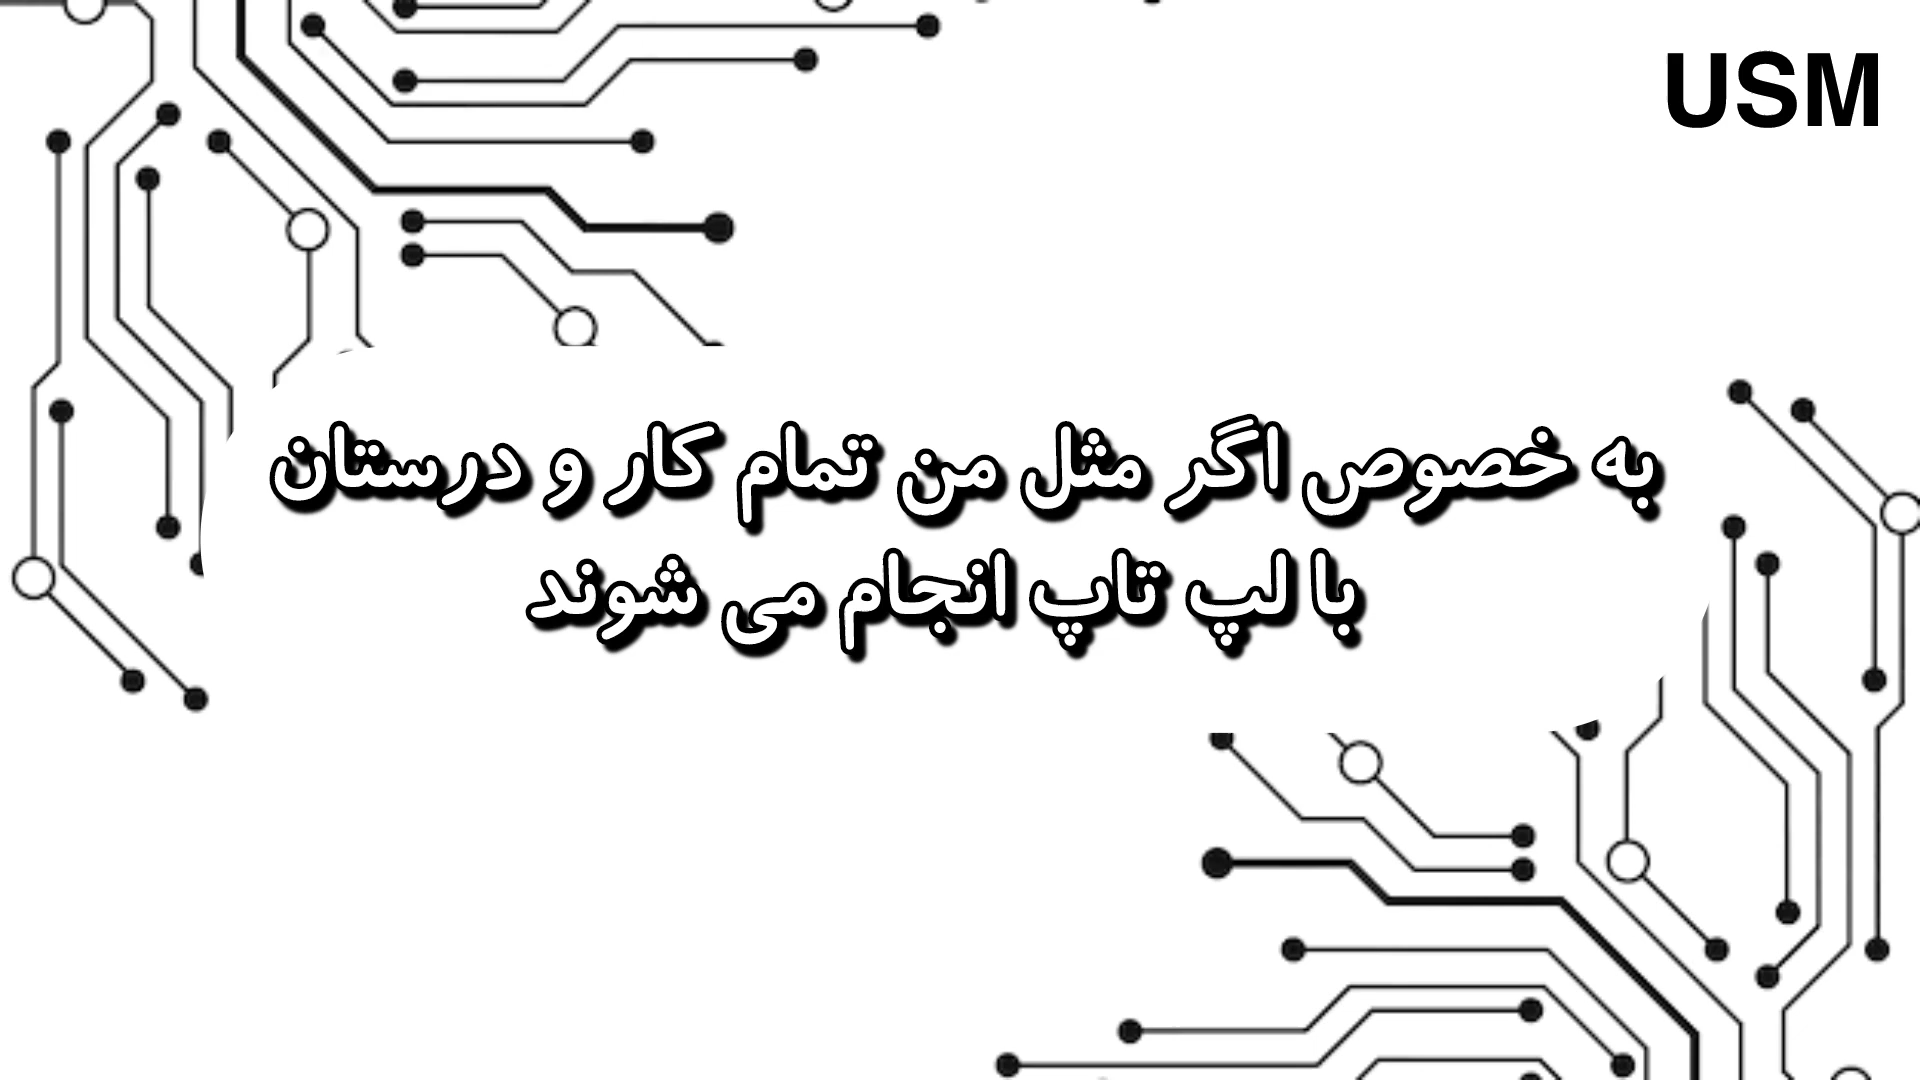 USM
به خصوص اگر مثل من تمام کار و درستان
با لپ تاپ انجام می شوند